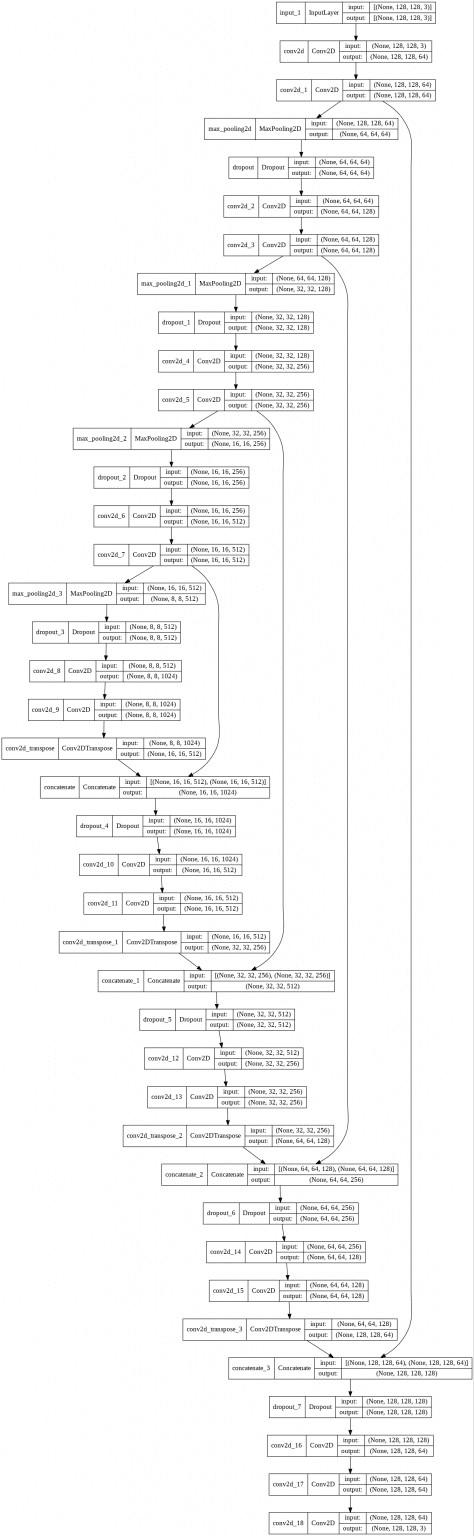 input_1 InputLayer input: [(None, 128, 128, 3)]
output: [(None, 128, 128, 3)]
conv2d Conv2D input: (None, 128, 128, 3)
output: (None, 128, 128, 64)
conv2d_1 Conv2D input: (None, 128, 128, 64)
output: (None, 128, 128, 64)
max_pooling2d MaxPooling2D input: (None, 128, 128, 64)
output: (None, 64, 64, 64)
dropout Dropout input: (None, 64, 64, 64)
output: (None, 64, 64, 64)
conv2d_2 Conv2D input: (None, 64, 64, 64)
output: (None, 64, 64, 128)
conv2d_3 Conv2D input: (None, 64, 64, 128)
output: (None, 64, 64, 128)
max_pooling2d_1 MaxPooling2D input: (None, 64, 64, 128)
output: (None, 32, 32, 128)
dropout_1 Dropout input: (None, 32, 32, 128)
output: (None, 32, 32, 128)
conv2d_4 Conv2D input: (None, 32, 32, 128)
output: (None, 32, 32, 256)
conv2d_5 Conv2D input: (None, 32, 32, 256)
output: (None, 32, 32, 256)
max_pooling2d_2 MaxPooling2D input: (None, 32, 32, 256)
output: (None, 16, 16, 256)
dropout_2 Dropout input: (None, 16, 16, 256)
output: (None, 16, 16, 256)
conv2d_6 Conv2D input: (None, 16, 16, 256)
output: (None, 16, 16, 512)
conv2d_7 Conv2D input: (None, 16, 16, 512)
output: (None, 16, 16, 512)
max_pooling2d_3 MaxPooling2D input: (None, 16, 16, 512)
output: (None, 8, 8, 512)
dropout_3 Dropout input: (None, 8, 8, 512)
output: (None, 8, 8, 512)
conv2d_8 Conv2D input: (None, 8, 8, 512)
output: (None, 8, 8, 1024)
conv2d_9 Conv2D input: (None, 8, 8, 1024)
output: (None, 8, 8, 1024)
conv2d_transpose Conv2DTranspose input: (None, 8, 8, 1024)
output: (None, 16, 16, 512)
concatenate Concatenate input: [(None, 16, 16, 512), (None, 16, 16, 512)]
output: (None, 16, 16, 1024)
dropout_4 Dropout input: (None, 16, 16, 1024)
output: (None, 16, 16, 1024)
conv2d_10 Conv2D input: (None, 16, 16, 1024)
output: (None, 16, 16, 512)
conv2d_11 Conv2D input: (None, 16, 16, 512)
output: (None, 16, 16, 512)
conv2d_transpose_1 Conv2DTranspose input: (None, 16, 16, 512)
output: (None, 32, 32, 256)
concatenate_1 Concatenate input: [(None, 32, 32, 256), (None, 32, 32, 256)]
output: (None, 32, 32, 512)
dropout_5 Dropout input: (None, 32, 32, 512)
output: (None, 32, 32, 512)
conv2d_12 Conv2D input: (None, 32, 32, 512)
output: (None, 32, 32, 256)
conv2d_13 Conv2D input: (None, 32, 32, 256)
output: (None, 32, 32, 256)
conv2d_transpose_2 Conv2DTranspose input: (None, 32, 32, 256)
output: (None, 64, 64, 128)
concatenate_2 Concatenate input: [(None, 64, 64, 128), (None, 64, 64, 128)]
output: (None, 64, 64, 256)
dropout_6 Dropout input: (None, 64, 64, 256)
output: (None, 64, 64, 256)
conv2d_14 Conv2D input: (None, 64, 64, 256)
output: (None, 64, 64, 128)
conv2d_15 Conv2D input: (None, 64, 64, 128)
output: (None, 64, 64, 128)
conv2d_transpose_3 Conv2DTranspose input: (None, 64, 64, 128)
output: (None, 128, 128, 64)
concatenate_3 Concatenate input: [(None, 128, 128, 64), (None, 128, 128, 64)]
output: (None, 128, 128, 128)
dropout_7 Dropout input: (None, 128, 128, 128)
output: (None, 128, 128, 128)
conv2d_16 Conv2D input: (None, 128, 128, 128)
output: (None, 128, 128, 64)
conv2d_17 Conv2D input: (None, 128, 128, 64)
output: (None, 128, 128, 64)
conv2d_18 Conv2D input: (None, 128, 128, 64)
output: (None, 128, 128, 3)